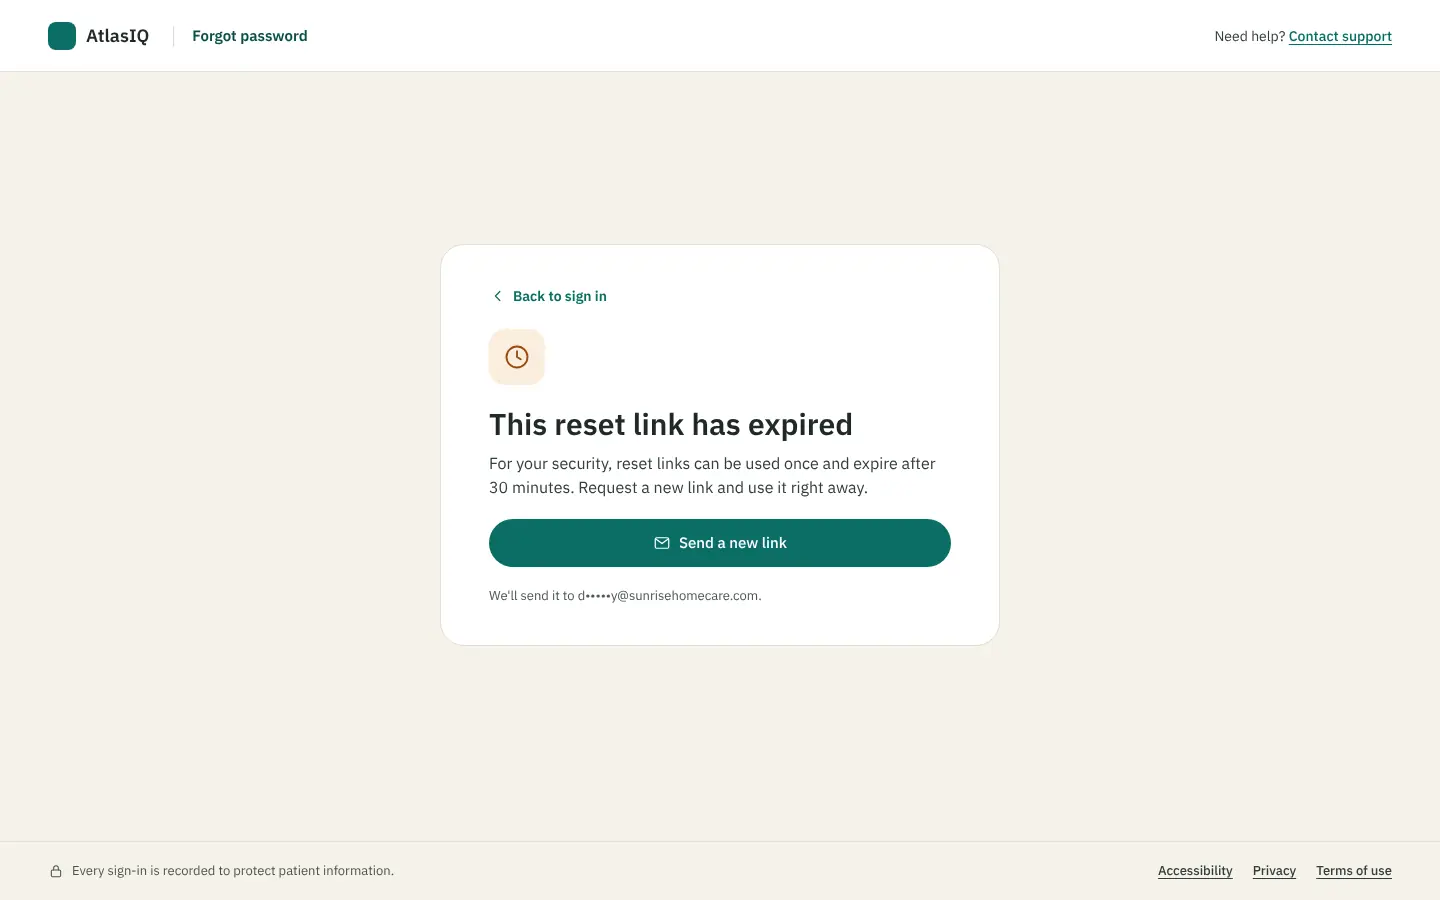 AtlasIQ
Forgot password
Need help? Contact support
Back to sign in
This reset link has expired
For your security, reset links can be used once and expire after
30 minutes. Request a new link and use it right away.
Send a new link
We'll send it to d•••••y@sunrisehomecare.com.
Every sign-in is recorded to protect patient information.
Accessibility
Privacy
Terms of use